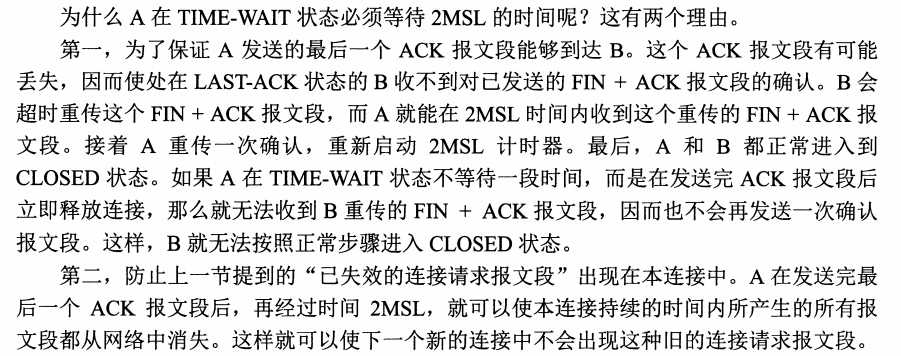 为什么 A 在 TIME-WAIT 状态必须等待 2MSL 的时间呢？这有两个理由。
第一，为了保证 A 发送的最后一个 ACK 报文段能够到达 B。这个 ACK 报文段有可能
丢失，因而使处在 LAST-ACK 状态的 B 收不到对已发送的 FIN + ACK 报文段的确认。B 会
超时重传这个 FIN + ACK 报文段，而 A 就能在 2MSL 时间内收到这个重传的 FIN + ACK 报
文段。接着 A 重传一次确认，重新启动 2MSL 计时器。最后，A 和 B 都正常进入到
CLOSED 状态。如果 A 在 TIME-WAIT 状态不等待一段时间，而是在发送完 ACK 报文段后
立即释放连接，那么就无法收到 B 重传的 FIN + ACK 报文段，因而也不会再发送一次确认
报文段。这样，B 就无法按照正常步骤进入 CLOSED 状态。
第二，防止上一节提到的“已失效的连接请求报文段”出现在本连接中。A 在发送完最
后一个 ACK 报文段后，再经过时间 2MSL，就可以使本连接持续的时间内所产生的所有报
文段都从网络中消失。这样就可以使下一个新的连接中不会出现这种旧的连接请求报文段。